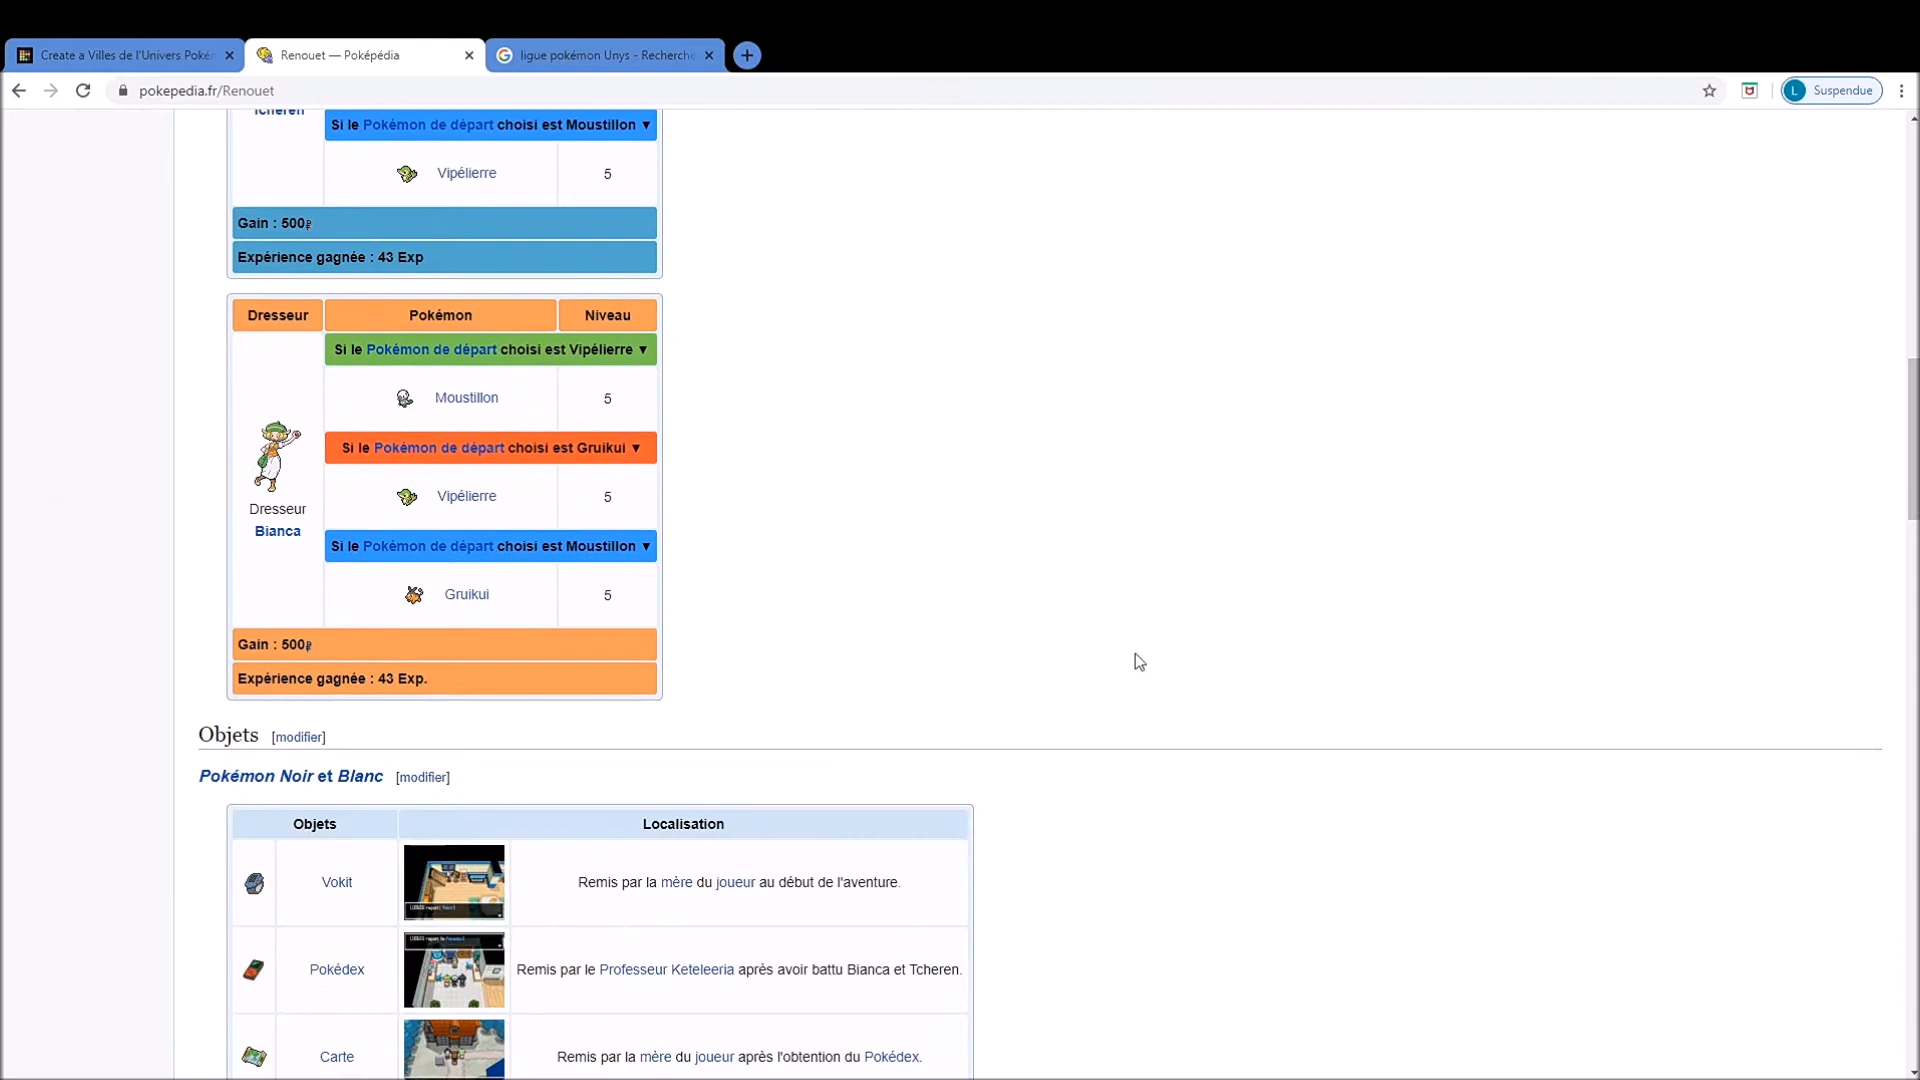 Create a Villes de l'Univers Poké
Renouet — Poképédia
ligue pokémon Unys - Recherche
pokepedia.fr/Renouet
L Suspendue
Tcheren
Si le Pokémon de départ choisi est Moustillon ▼
Vipélierre 5
Gain : 500₽
Expérience gagnée : 43 Exp
Dresseur Pokémon Niveau
Si le Pokémon de départ choisi est Vipélierre ▼
Moustillon 5
Si le Pokémon de départ choisi est Gruikui ▼
Vipélierre 5
Dresseur
Bianca
Si le Pokémon de départ choisi est Moustillon ▼
Gruikui 5
Gain : 500₽
Expérience gagnée : 43 Exp.
Objets [modifier]
Pokémon Noir et Blanc [modifier]
Objets Localisation
Vokit Remis par la mère du joueur au début de l'aventure.
Pokédex Remis par le Professeur Keteleeria après avoir battu Bianca et Tcheren.
Carte Remis par la mère du joueur après l'obtention du Pokédex.